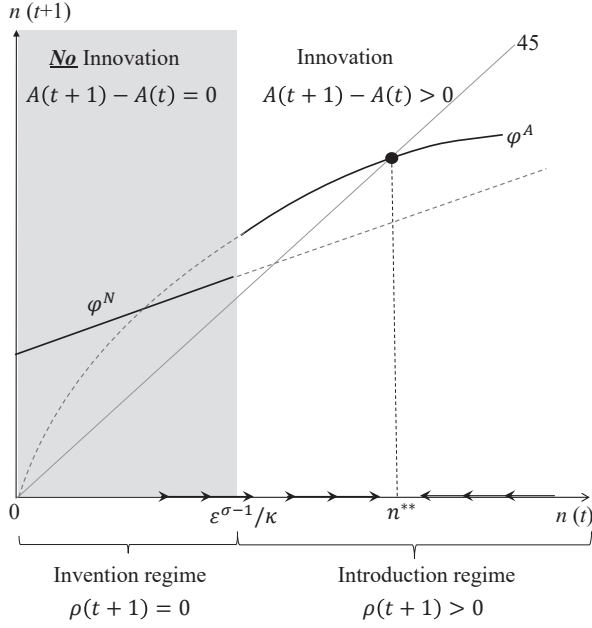 n (t+1)
45
No Innovation
Innovation
A(t + 1) − A(t) = 0
A(t + 1) − A(t) > 0
φ^A
φ^N
0
ε^{σ−1}/κ
n^{**}
n (t)
Invention regime
Introduction regime
ρ(t + 1) = 0
ρ(t + 1) > 0